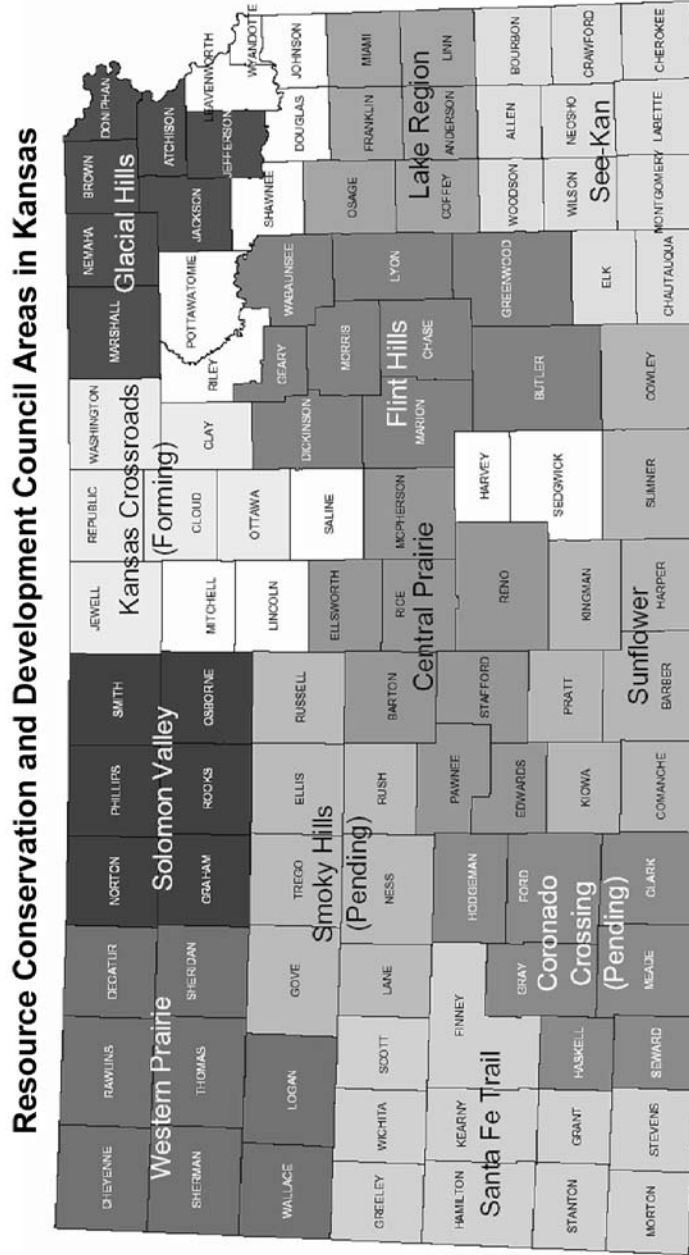 Resource Conservation and Development Council Areas in Kansas
CHEYENNE
RAWLINS
DECATUR
NORTON
PHILLIPS
SMITH
JEWELL
REPUBLIC
WASHINGTON
MARSHALL
NEMAHA
BROWN
DONIPHAN
Western Prairie
Solomon Valley
Kansas Crossroads
(Forming)
Glacial Hills
SHERMAN
THOMAS
SHERIDAN
GRAHAM
ROOKS
OSBORNE
MITCHELL
CLOUD
CLAY
RILEY
POTTAWATOMIE
JACKSON
ATCHISON
JEFFERSON
LEAVENWORTH
WYANDOTTE
WALLACE
LOGAN
GOVE
TREGO
ELLIS
RUSSELL
LINCOLN
OTTAWA
SALINE
DICKINSON
GEARY
WABAUNSEE
SHAWNEE
DOUGLAS
JOHNSON
Smoky Hills
(Pending)
GREELEY
WICHITA
SCOTT
LANE
NESS
RUSH
BARTON
ELLSWORTH
RICE
MCPHERSON
MARION
MORRIS
CHASE
LYON
OSAGE
FRANKLIN
MIAMI
COFFEY
ANDERSON
LINN
Central Prairie
Flint Hills
Lake Region
HAMILTON
KEARNY
FINNEY
HODGEMAN
PAWNEE
STAFFORD
EDWARDS
RENO
HARVEY
SEDGWICK
BUTLER
GREENWOOD
WOODSON
ALLEN
BOURBON
Santa Fe Trail
STANTON
GRANT
HASKELL
GRAY
FORD
KIOWA
PRATT
KINGMAN
ELK
WILSON
NEOSHO
CRAWFORD
Coronado
Crossing
(Pending)
Sunflower
See-Kan
MORTON
STEVENS
SEWARD
MEADE
CLARK
COMANCHE
BARBER
HARPER
SUMNER
COWLEY
CHAUTAUQUA
MONTGOMERY
LABETTE
CHEROKEE